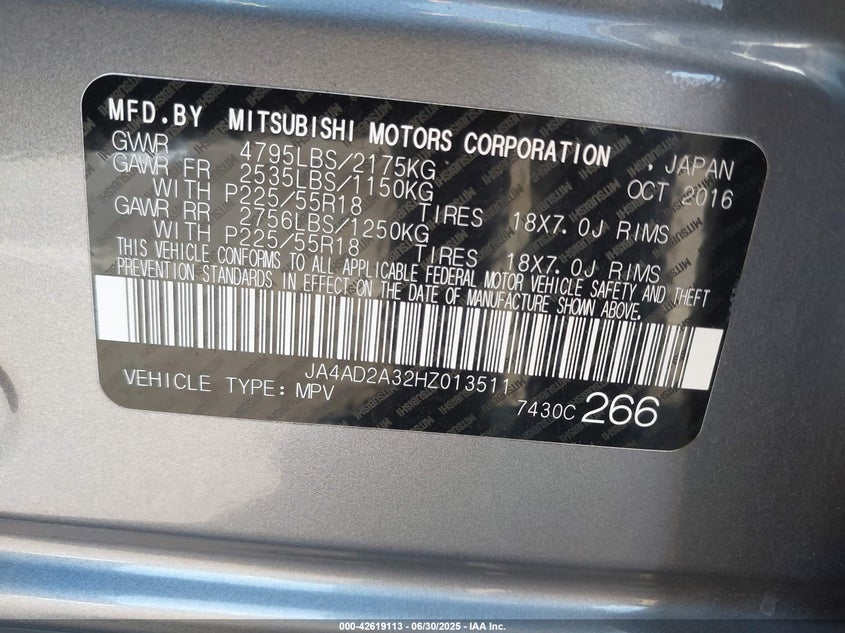 MFD.BY MITSUBISHI MOTORS CORPORATION . JAPAN
GVWR 4795LBS/2175KG OCT 2016
GAWR FR 2535LBS/1150KG
WITH P225/55R18 TIRES 18X7.0J RIMS
GAWR RR 2756LBS/1250KG
WITH P225/55R18 TIRES 18X7.0J RIMS
THIS VEHICLE CONFORMS TO ALL APPLICABLE FEDERAL MOTOR VEHICLE SAFETY AND THEFT
PREVENTION STANDARDS IN EFFECT ON THE DATE OF MANUFACTURE SHOWN ABOVE.
JA4AD2A32HZ013511
VEHICLE TYPE: MPV
7430C 266
000-42619113 - 06/30/2025 - IAA Inc.